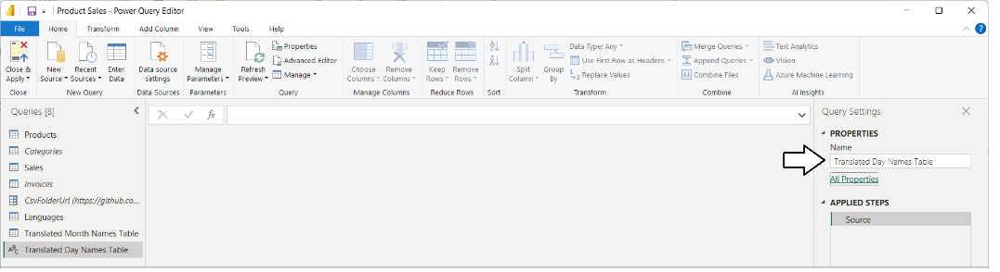 Product Sales - Power Query Editor
File Home Transform Add Column View Tools Help
Close & Apply
New Source
Recent Sources
Enter Data
Data source settings
Manage Parameters
Refresh Preview
Properties
Advanced Editor
Manage
Choose Columns
Remove Columns
Keep Rows
Remove Rows
Split Column
Group By
Data Type: Any
Use First Row as Headers
Replace Values
Merge Queries
Append Queries
Combine Files
Text Analytics
Vision
Azure Machine Learning
Close New Query Data Sources Parameters Query Manage Columns Reduce Rows Sort Transform Combine AI Insights
Queries [8]
Products
Categories
Sales
Invoices
CsvFolderUrl (https://github.co...
Languages
Translated Month Names Table
ABC Translated Day Names Table
fx
Query Settings
PROPERTIES
Name
Translated Day Names Table
All Properties
APPLIED STEPS
Source